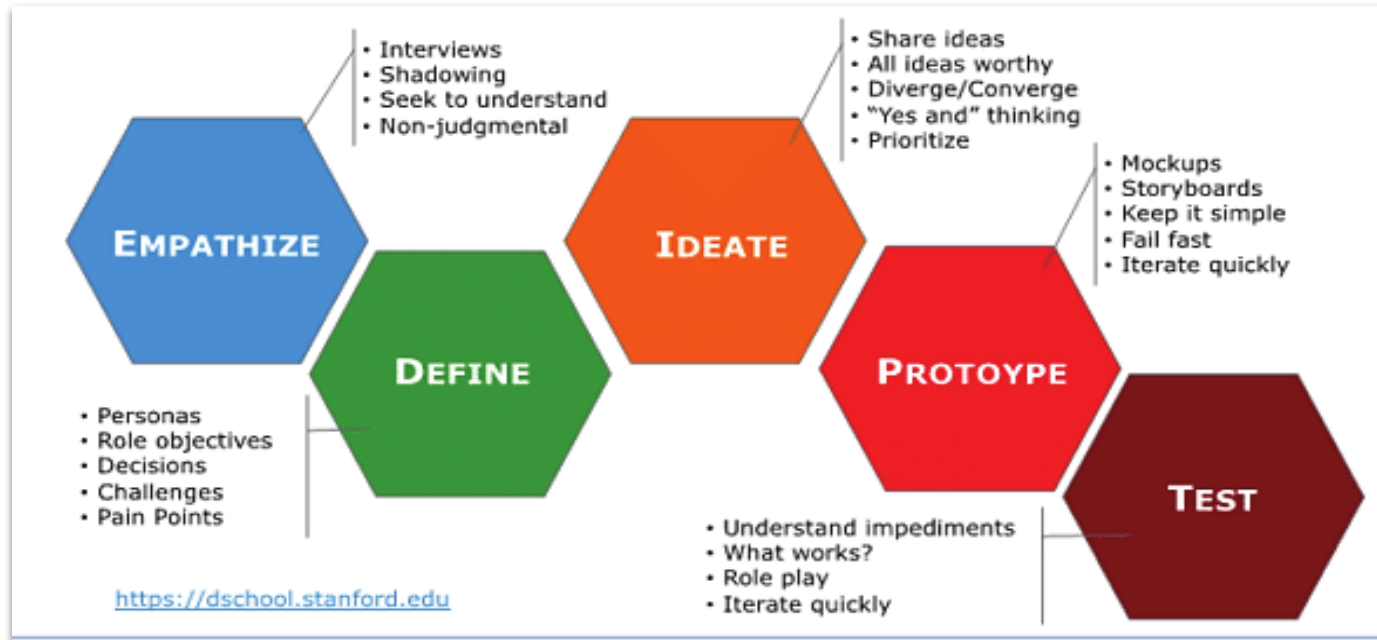 EMPATHIZE
• Interviews
• Shadowing
• Seek to understand
• Non-judgmental
DEFINE
• Personas
• Role objectives
• Decisions
• Challenges
• Pain Points
IDEATE
• Share ideas
• All ideas worthy
• Diverge/Converge
• “Yes and” thinking
• Prioritize
PROTOYPE
• Mockups
• Storyboards
• Keep it simple
• Fail fast
• Iterate quickly
TEST
• Understand impediments
• What works?
• Role play
• Iterate quickly
https://dschool.stanford.edu